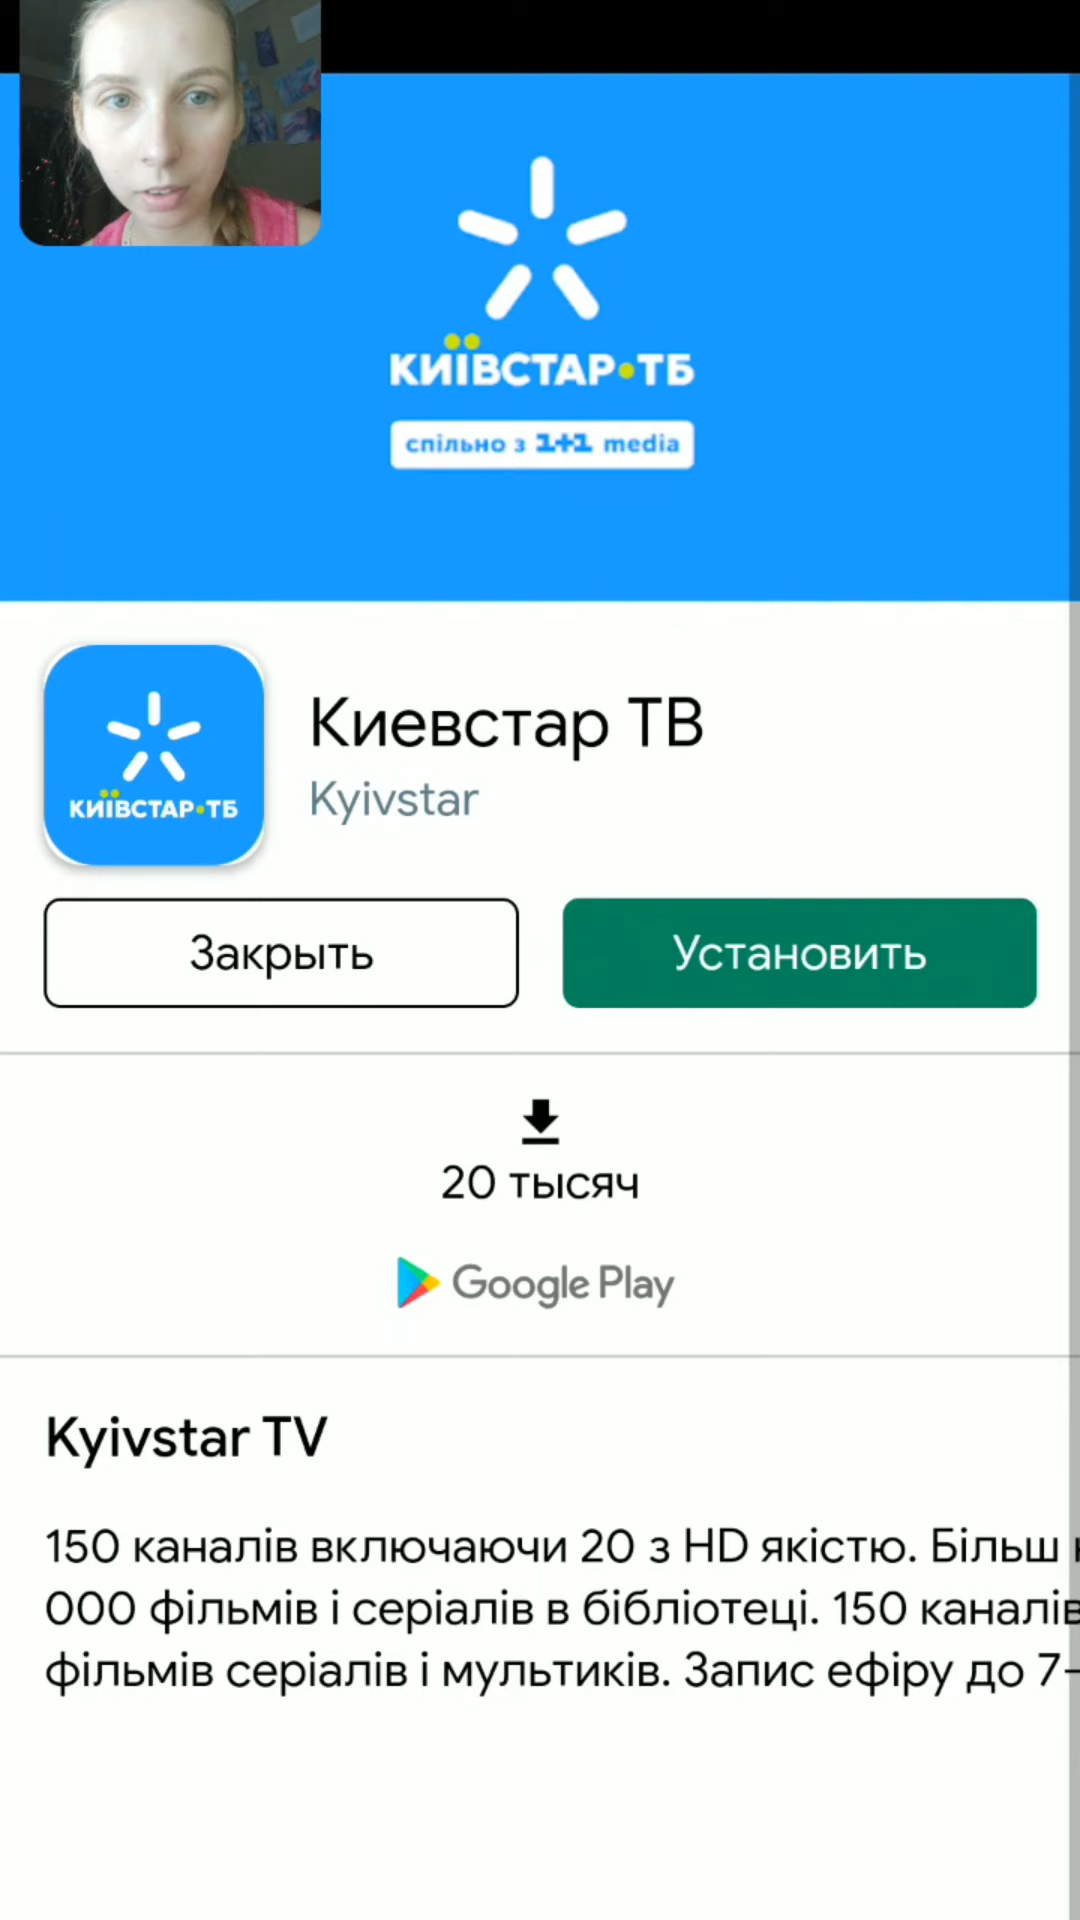 КИЇВСТАР•ТБ
спільно з 1+1 media
КИЇВСТАР•ТБ
Киевстар ТВ
Kyivstar
Закрыть
Установить
20 тысяч
Google Play
Kyivstar TV
150 каналів включаючи 20 з HD якістю. Більш
000 фільмів і серіалів в бібліотеці. 150 каналів
фільмів серіалів і мультиків. Запис ефіру до 7-